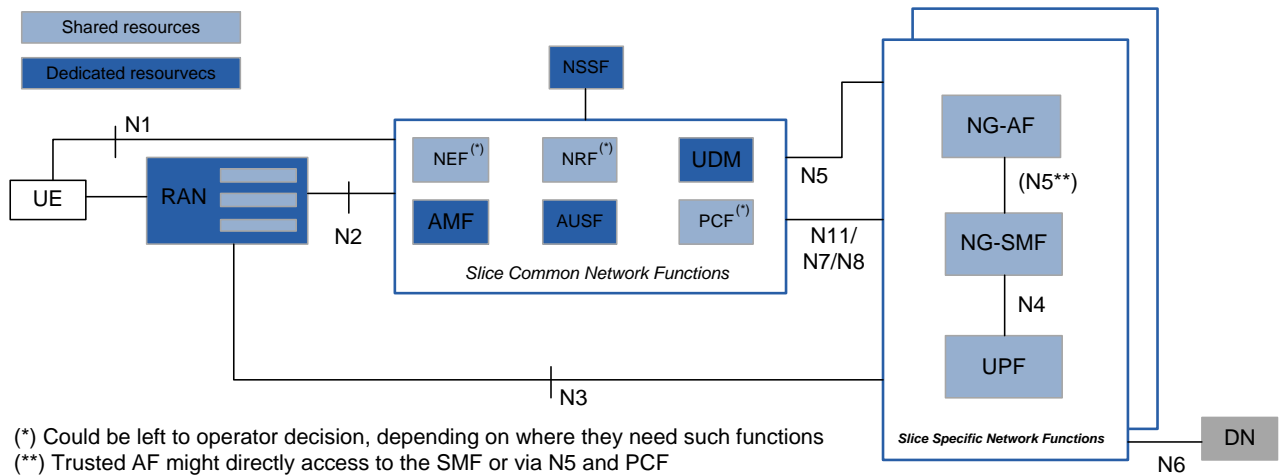 Shared resources
Dedicated resourvecs
NSSF
N1
NEF(*)
NRF(*)
UDM
UE
RAN
N2
AMF
AUSF
PCF(*)
Slice Common Network Functions
N5
N11/
N7/N8
NG-AF
(N5**)
NG-SMF
N4
UPF
N3
Slice Specific Network Functions
DN
N6
(*) Could be left to operator decision, depending on where they need such functions
(**) Trusted AF might directly access to the SMF or via N5 and PCF